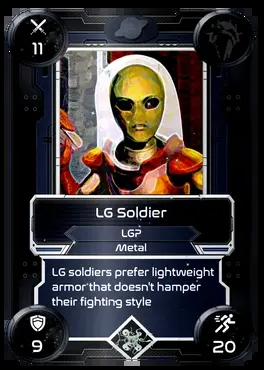 11
LG Soldier
LGP
Metal
LG soldiers prefer lightweight
armor that doesn't hamper
their fighting style
9
20